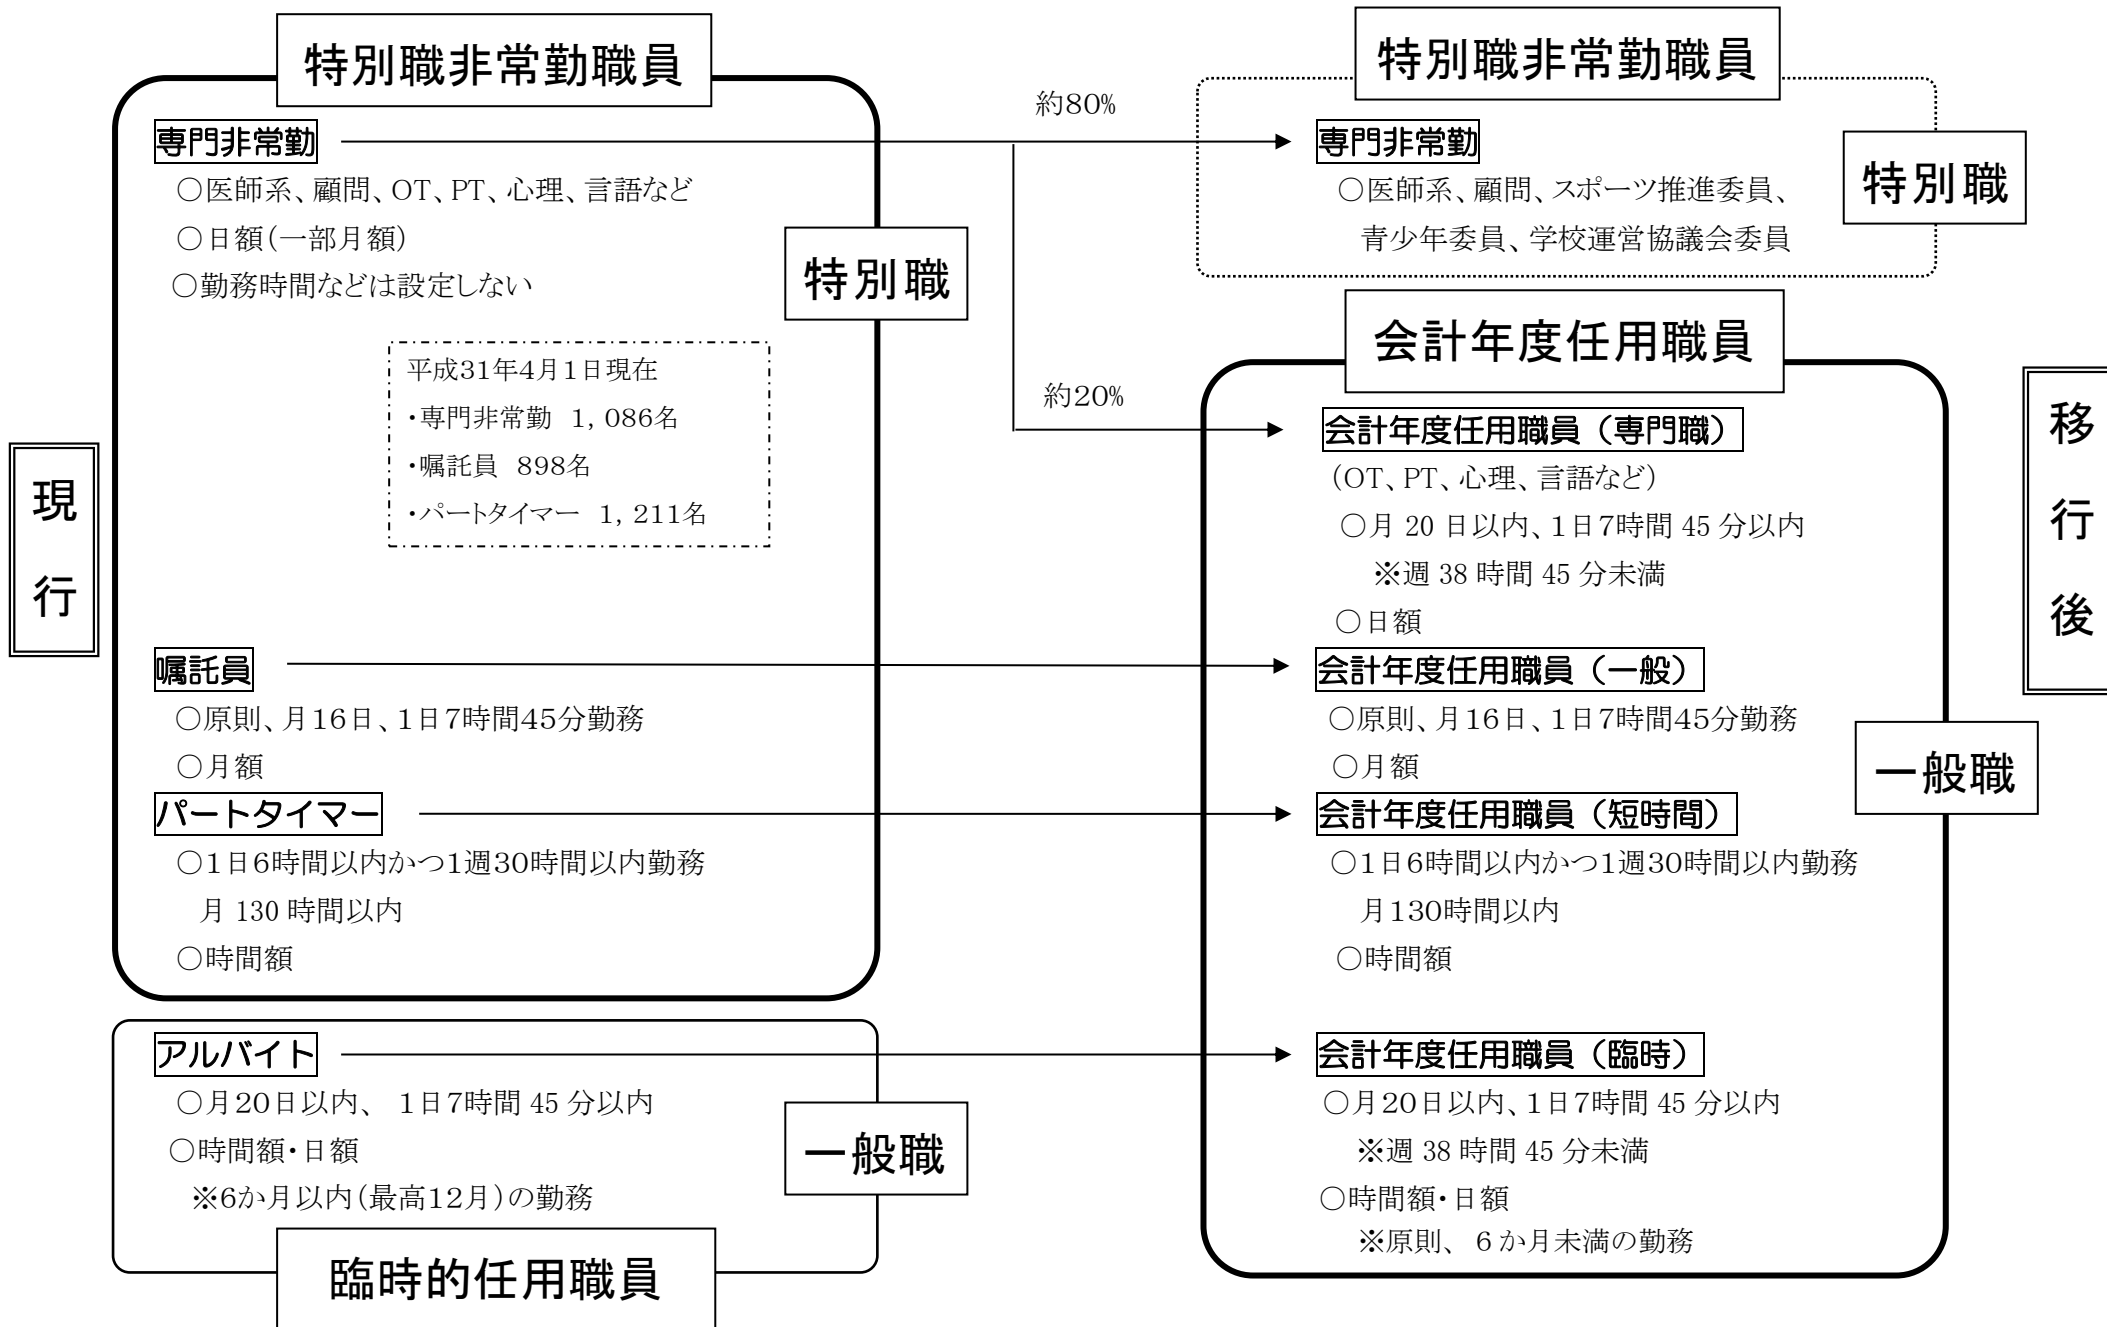 現行
特別職非常勤職員
専門非常勤
○医師系、顧問、OT、PT、心理、言語など
○日額(一部月額)
○勤務時間などは設定しない
特別職
平成31年4月1日現在
・専門非常勤 1,086名
・嘱託員 898名
・パートタイマー 1,211名
嘱託員
○原則、月16日、1日7時間45分勤務
○月額
パートタイマー
○1日6時間以内かつ1週30時間以内勤務
月 130 時間以内
○時間額
アルバイト
○月20日以内、 1日7時間 45 分以内
○時間額・日額
※6か月以内(最高12月)の勤務
一般職
臨時的任用職員
約80%
約20%
特別職非常勤職員
専門非常勤
○医師系、顧問、スポーツ推進委員、
青少年委員、学校運営協議会委員
特別職
会計年度任用職員
会計年度任用職員(専門職)
(OT、PT、心理、言語など)
○月 20 日以内、1日7時間 45 分以内
※週 38 時間 45 分未満
○日額
会計年度任用職員(一般)
○原則、月16日、1日7時間45分勤務
○月額
一般職
会計年度任用職員(短時間)
○1日6時間以内かつ1週30時間以内勤務
月130時間以内
○時間額
会計年度任用職員(臨時)
○月20日以内、1日7時間 45 分以内
※週 38 時間 45 分未満
○時間額・日額
※原則、6か月未満の勤務
移行後